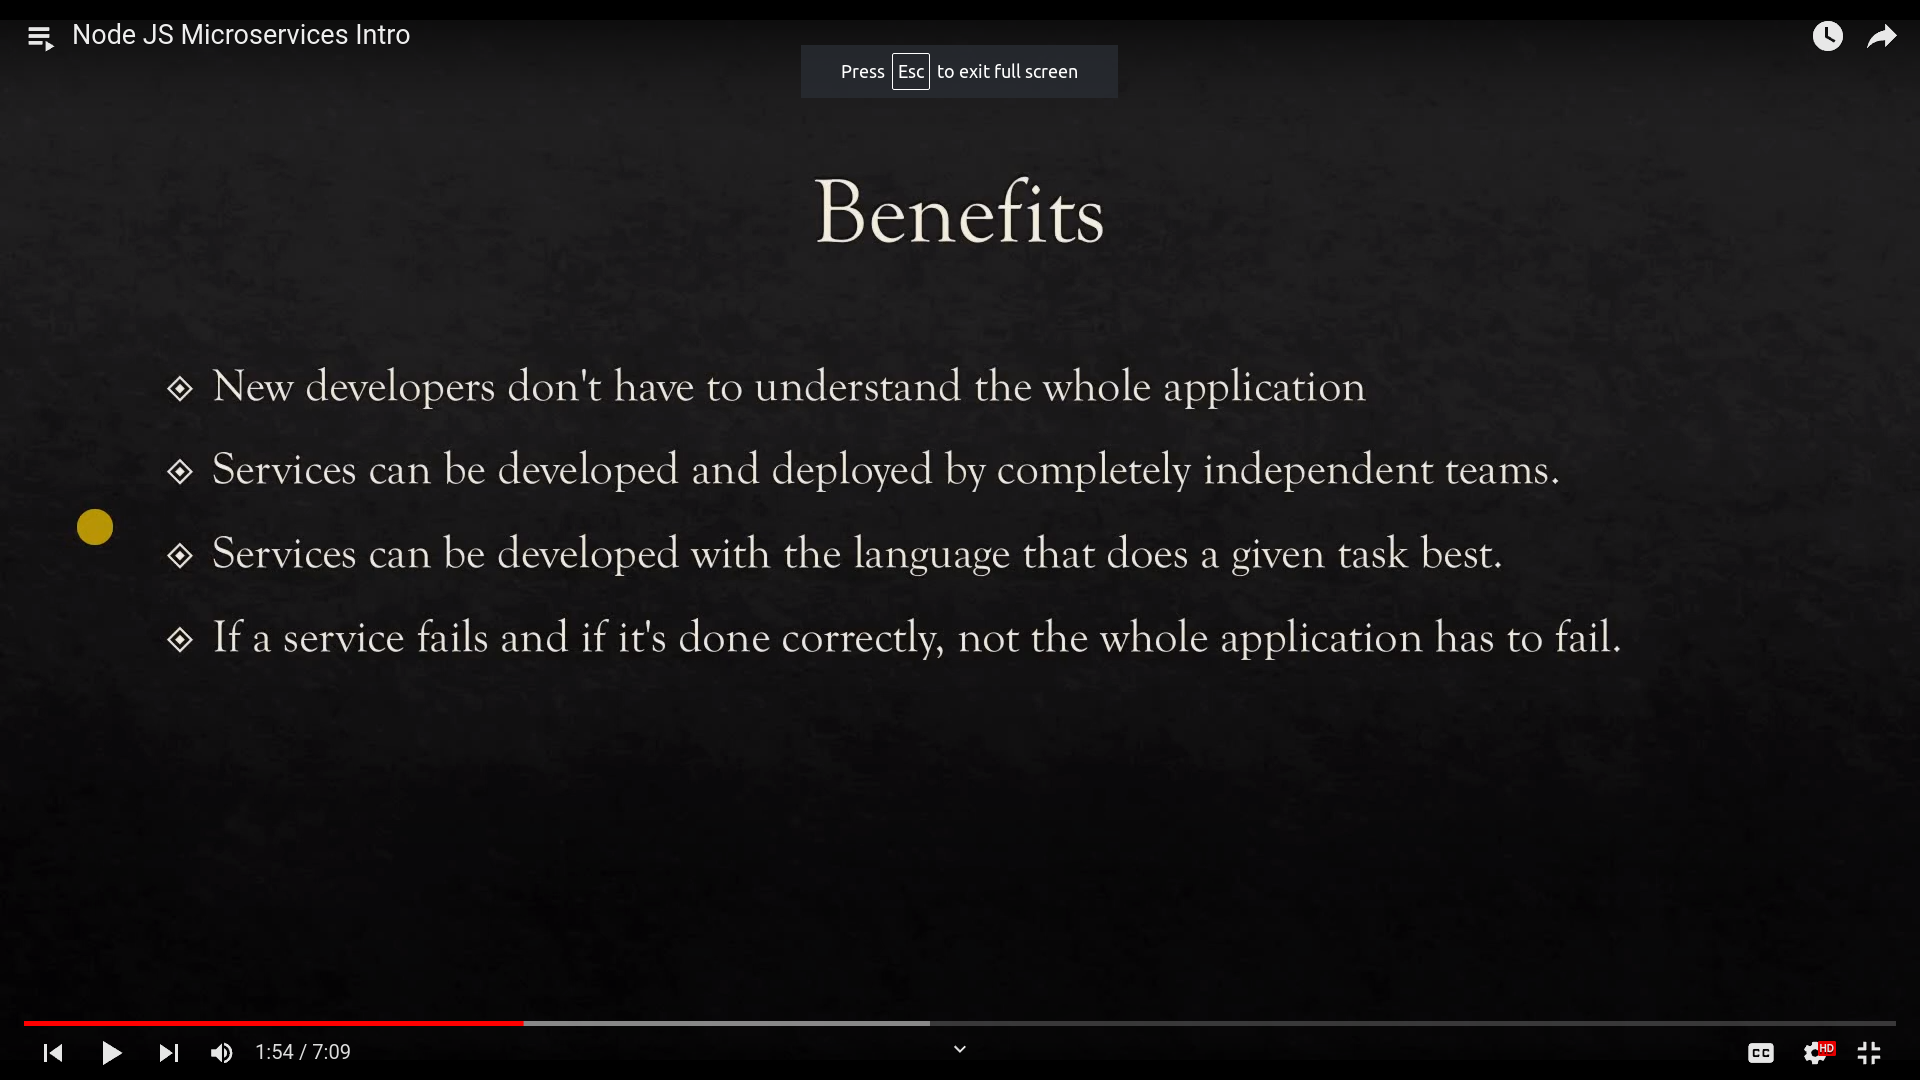 Node JS Microservices Intro
Press Esc to exit full screen
Benefits
New developers don't have to understand the whole application
Services can be developed and deployed by completely independent teams.
Services can be developed with the language that does a given task best.
If a service fails and if it's done correctly, not the whole application has to fail.
1:54 / 7:09
CC
HD